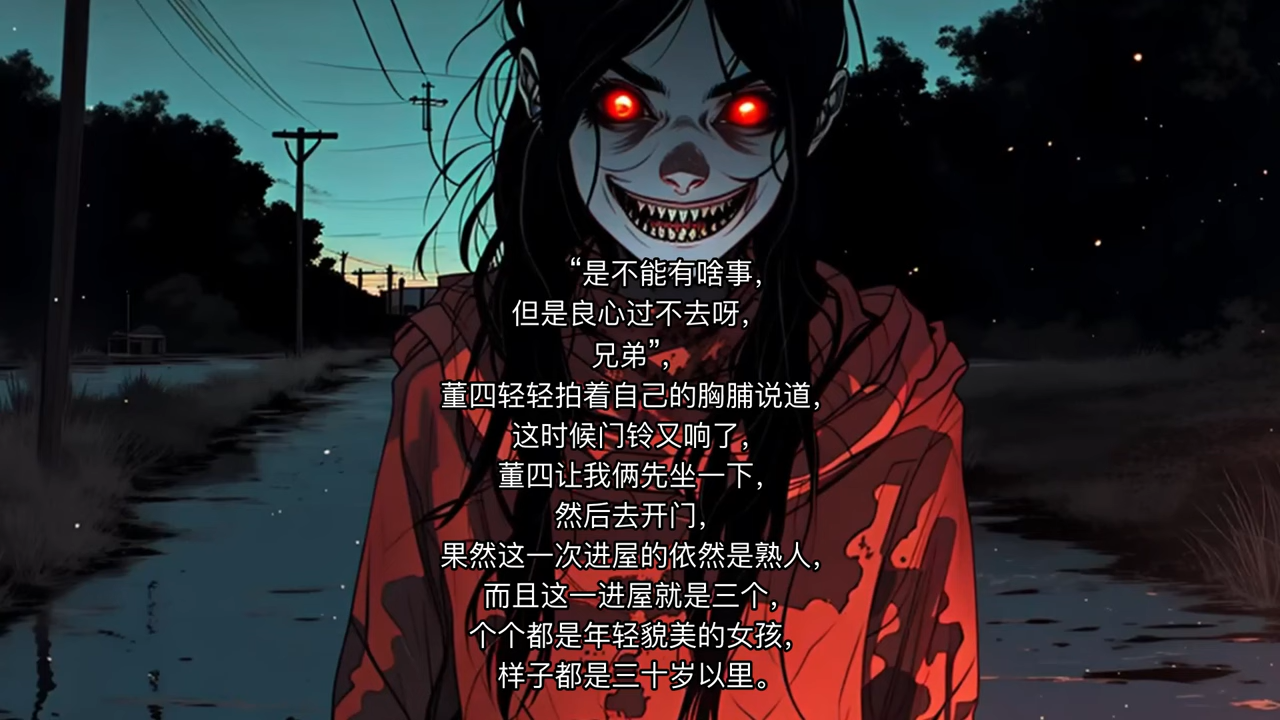 “是不能有啥事，
但是良心过不去呀，
兄弟”，
董四轻轻拍着自己的胸脯说道，
这时候门铃又响了，
董四让我俩先坐一下，
然后去开门，
果然这一次进屋的依然是熟人，
而且这一进屋就是三个，
个个都是年轻貌美的女孩，
样子都是三十岁以里。